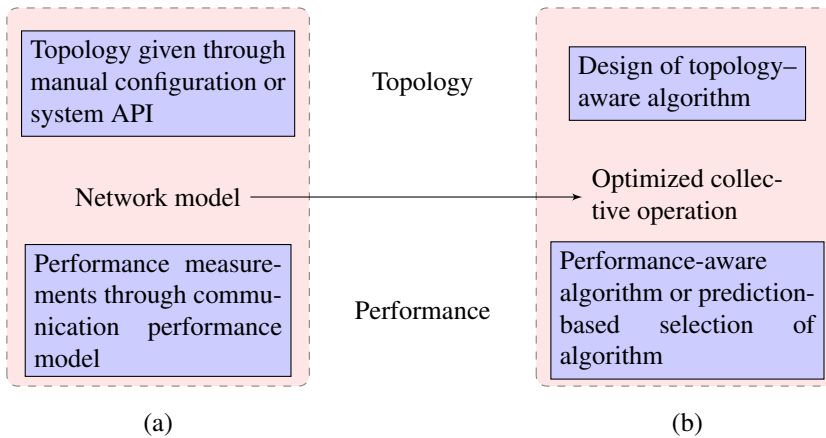 Topology given through
manual configuration or
system API
Topology
Design of topology–
aware algorithm
Network model
Optimized collec-
tive operation
Performance measure-
ments through commu-
nication performance
model
Performance
Performance-aware
algorithm or prediction-
based selection of
algorithm
(a)
(b)